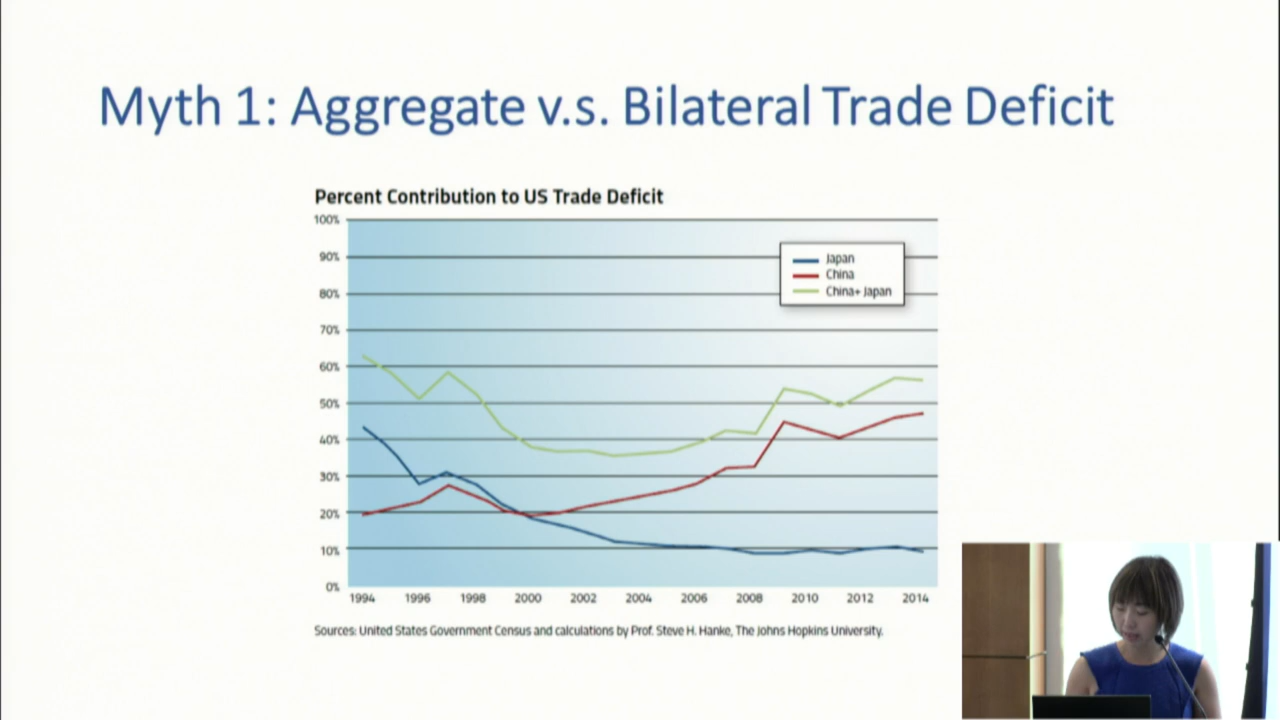 Myth 1: Aggregate v.s. Bilateral Trade Deficit
Percent Contribution to US Trade Deficit
100%
90%
80%
70%
60%
50%
40%
30%
20%
10%
0%
Japan
China
China+ Japan
1994 1996 1998 2000 2002 2004 2006 2008 2010 2012 2014
Sources: United States Government Census and calculations by Prof. Steve H. Hanke, The Johns Hopkins University.